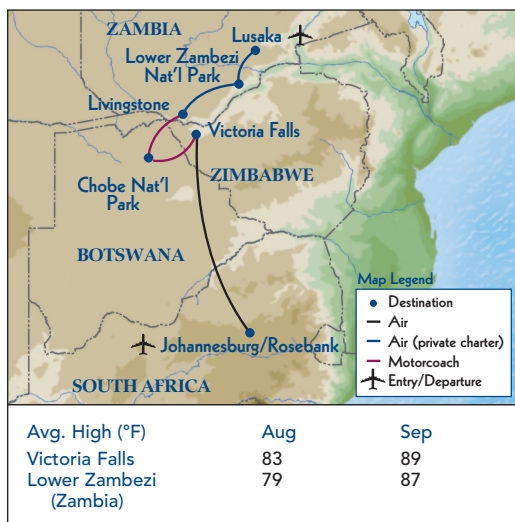 ZAMBIA
Lusaka
Lower Zambezi
Nat'l Park
Livingstone
Victoria Falls
Chobe Nat'l
Park
ZIMBABWE
BOTSWANA
Map Legend
Destination
Air
Air (private charter)
Motorcoach
Entry/Departure
Johannesburg/Rosebank
SOUTH AFRICA
Avg. High (°F) Aug Sep
Victoria Falls 83 89
Lower Zambezi 79 87
(Zambia)